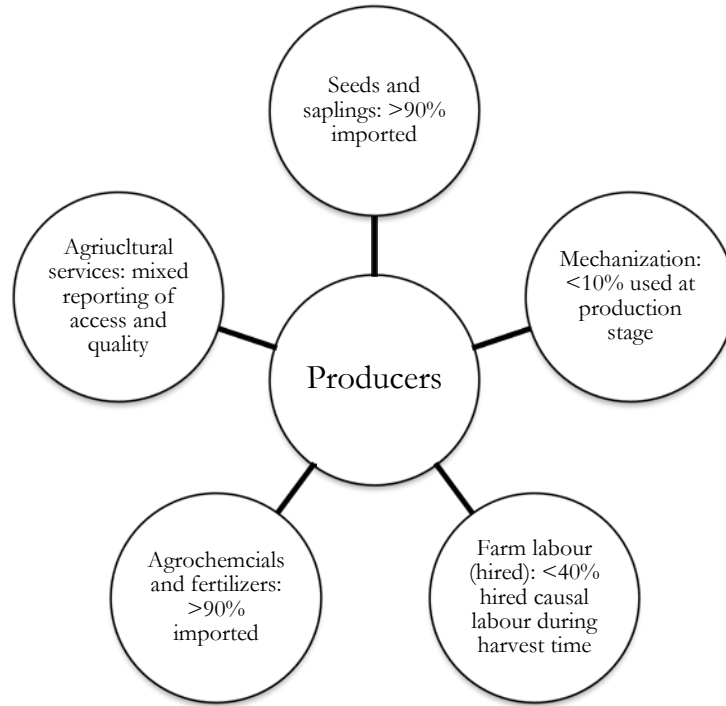 Seeds and
saplings: >90%
imported
Agriucltural
services: mixed
reporting of
access and
quality
Mechanization:
<10% used at
production
stage
Producers
Agrochemcials
and fertilizers:
>90%
imported
Farm labour
(hired): <40%
hired causal
labour during
harvest time